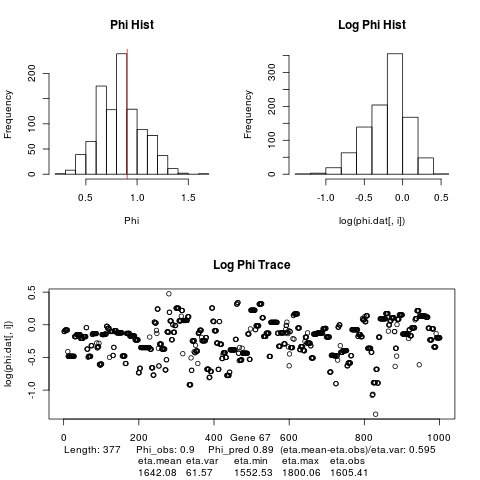 Phi Hist
Log Phi Hist
Frequency
0 50 100 200
0.5 1.0 1.5
Phi
Frequency
0 100 200 300
-1.0 -0.5 0.0 0.5
log(phi.dat[, i])
Log Phi Trace
log(phi.dat[, i])
0.5
0.0
-0.5
-1.0
0 200 400 600 800 1000
Gene 67
Length: 377 Phi_obs: 0.9 Phi_pred 0.89 (eta.mean-eta.obs)/eta.var: 0.595
eta.mean eta.var eta.min eta.max eta.obs
1642.08 61.57 1552.53 1800.06 1605.41